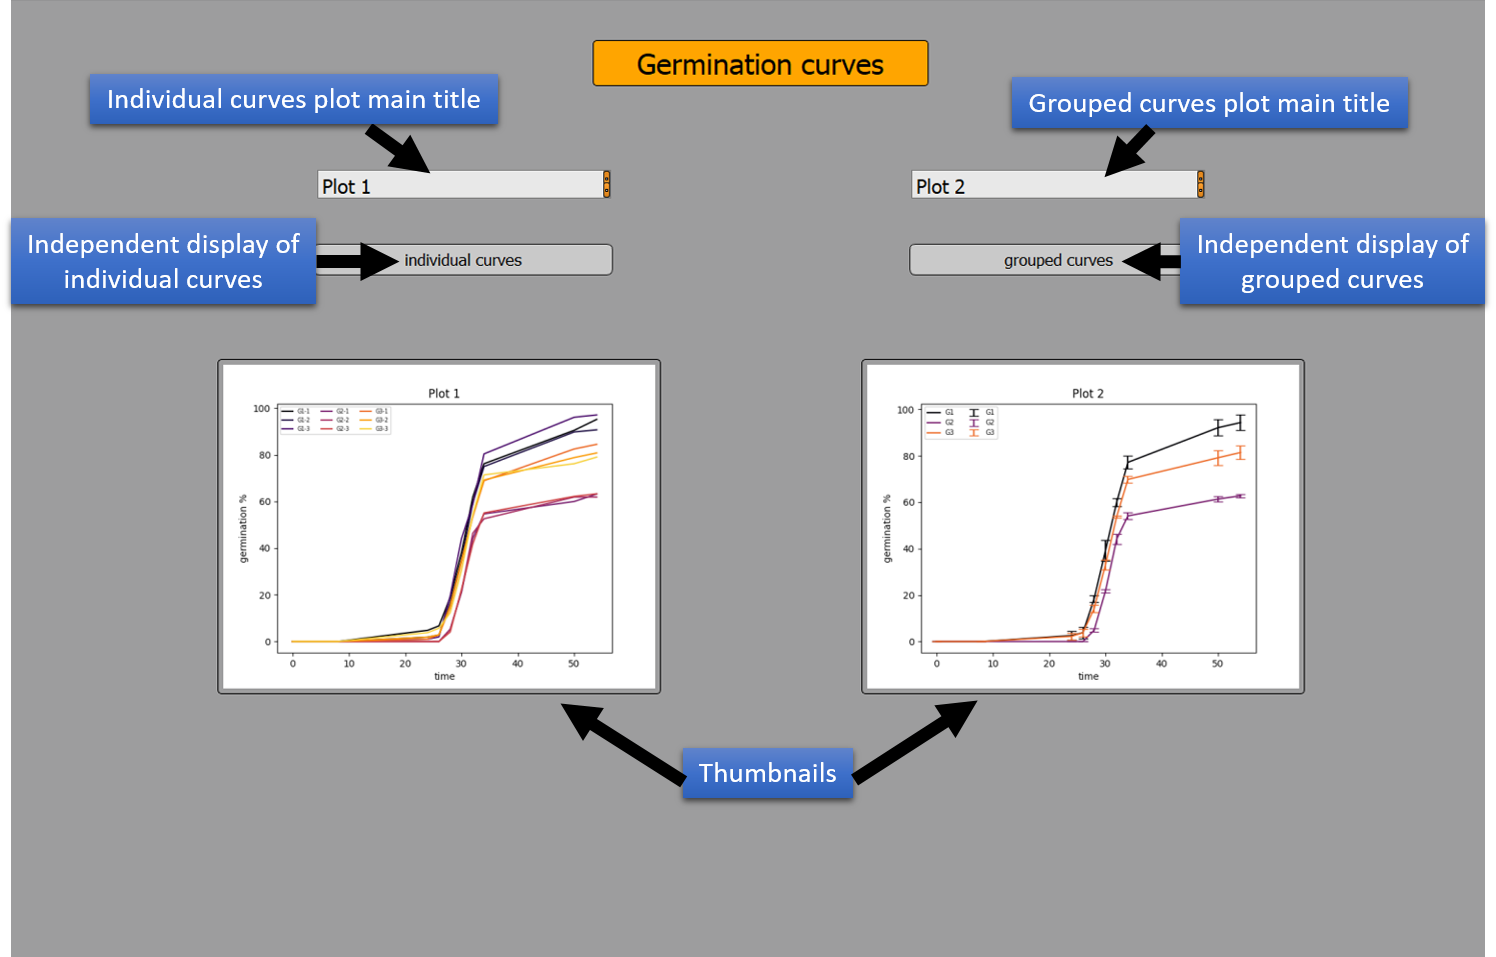 Germination curves
Individual curves plot main title
Grouped curves plot main title
Plot 1
Plot 2
Independent display of
individual curves
individual curves
grouped curves
Independent display of
grouped curves
Plot 1
G1-1 G2-1 G3-1
G1-2 G2-2 G3-2
G1-3 G2-3 G3-3
100
80
60
40
20
0
germination %
0 10 20 30 40 50
time
Plot 2
G1 G1
G2 G2
G3 G3
100
80
60
40
20
0
germination %
0 10 20 30 40 50
time
Thumbnails